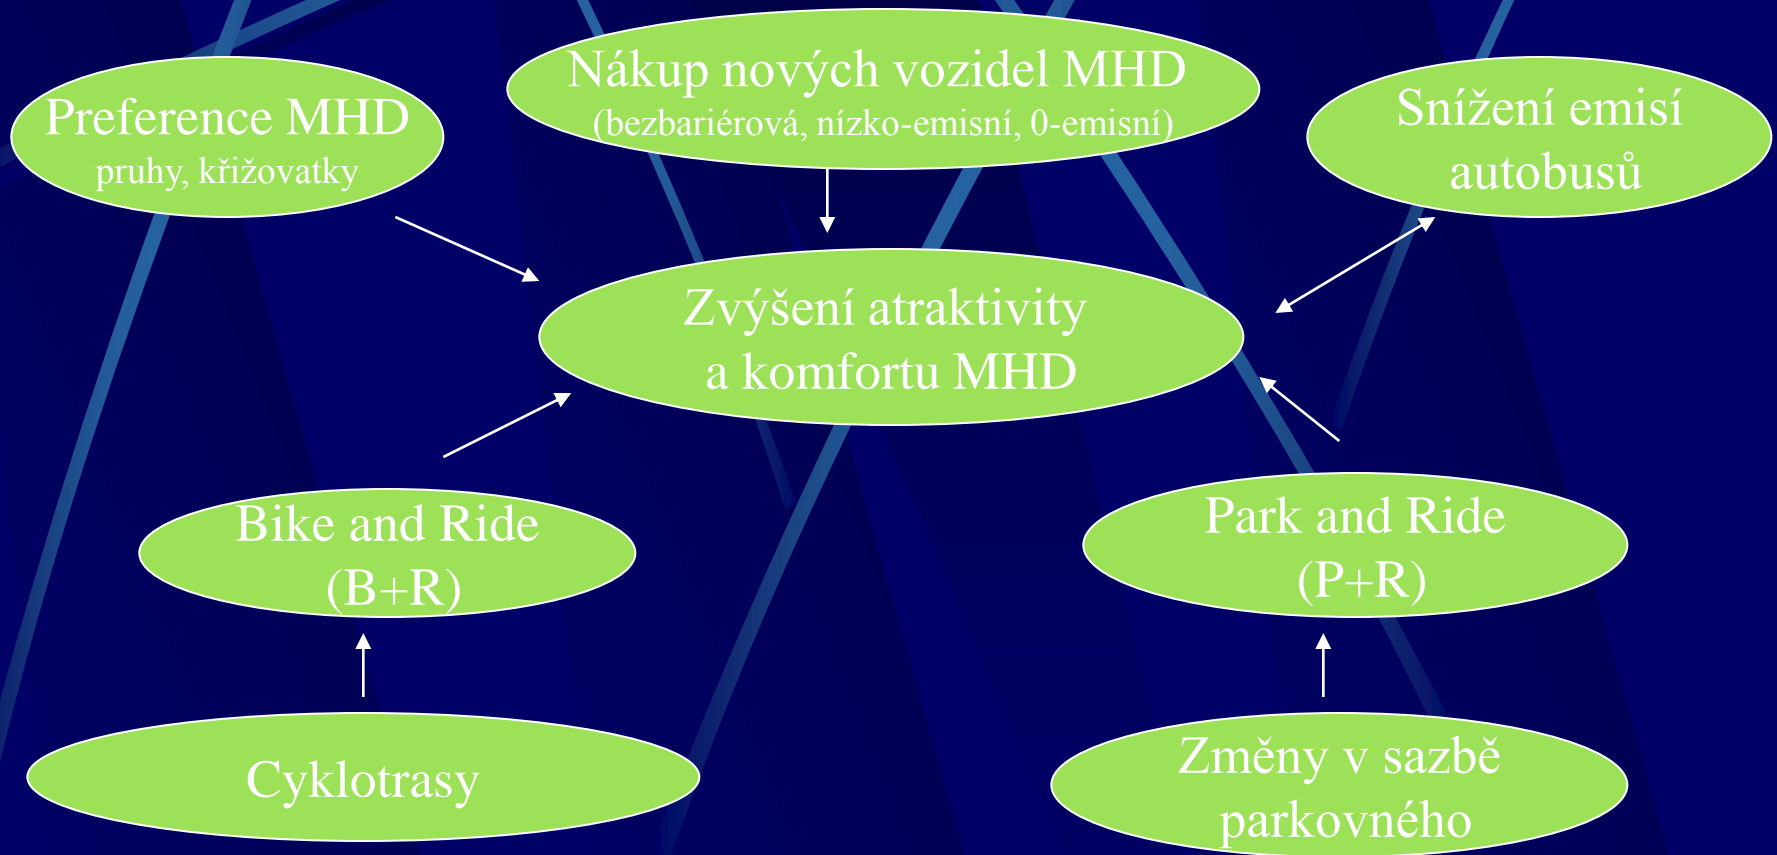 Preference MHD
pruhy, křižovatky
Nákup nových vozidel MHD
(bezbariérová, nízko-emisní, 0-emisní)
Snížení emisí
autobusů
Zvýšení atraktivity
a komfortu MHD
Bike and Ride
(B+R)
Park and Ride
(P+R)
Cyklotrasy
Změny v sazbě
parkovného